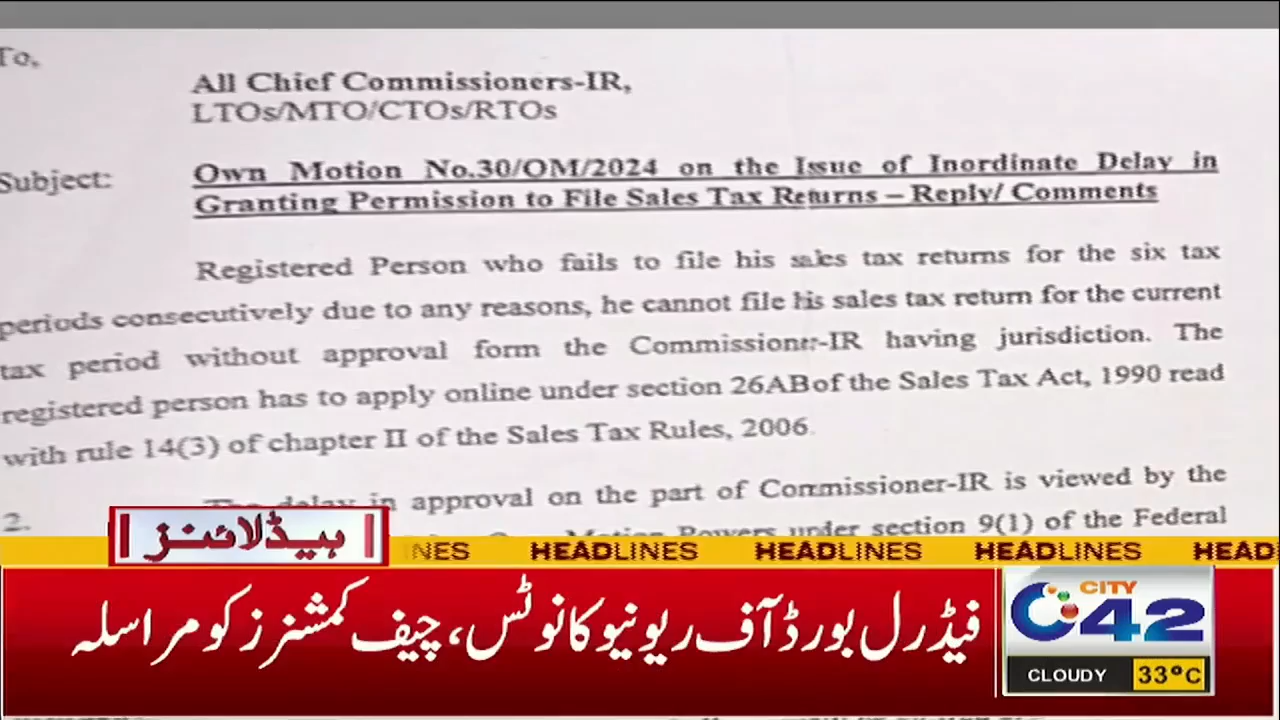 To,
All Chief Commissioners-IR,
LTOs/MTO/CTOs/RTOs
Subject: Own Motion No.30/OM/2024 on the Issue of Inordinate Delay in
Granting Permission to File Sales Tax Returns – Reply/ Comments
Registered Person who fails to file his sales tax returns for the six tax
periods consecutively due to any reasons, he cannot file his sales tax return for the current
tax period without approval form the Commissioner-IR having jurisdiction. The
registered person has to apply online under section 26ABof the Sales Tax Act, 1990 read
with rule 14(3) of chapter II of the Sales Tax Rules, 2006.
2. The delay in approval on the part of Commissioner-IR is viewed by the
Motion Powers under section 9(1) of the Federal
ہیڈلائنز
NES HEADLINES HEADLINES HEADLINES HEAD
فیڈرل بورڈ آف ریونیو کا نوٹس، چیف کمشنرز کو مراسلہ
CITY
42
CLOUDY 33°C